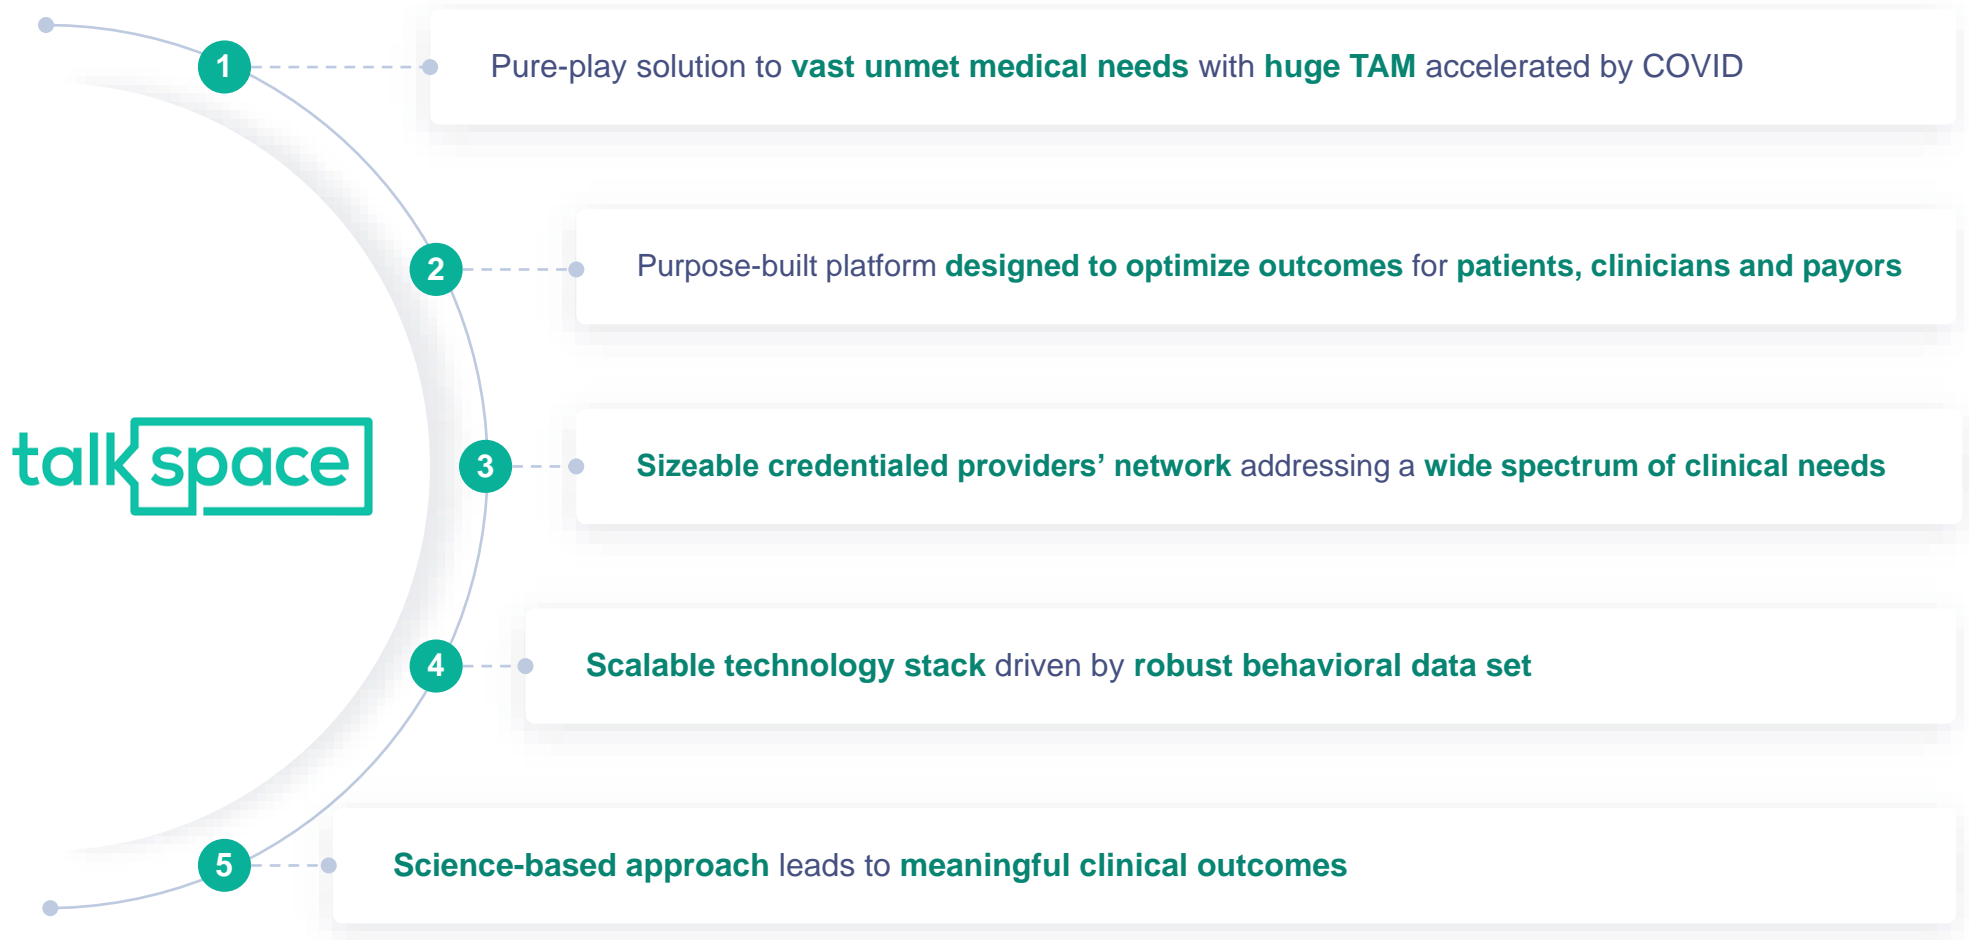 1
Pure-play solution to vast unmet medical needs with huge TAM accelerated by COVID
2
Purpose-built platform designed to optimize outcomes for patients, clinicians and payors
talkspace
3
Sizeable credentialed providers’ network addressing a wide spectrum of clinical needs
4
Scalable technology stack driven by robust behavioral data set
5
Science-based approach leads to meaningful clinical outcomes